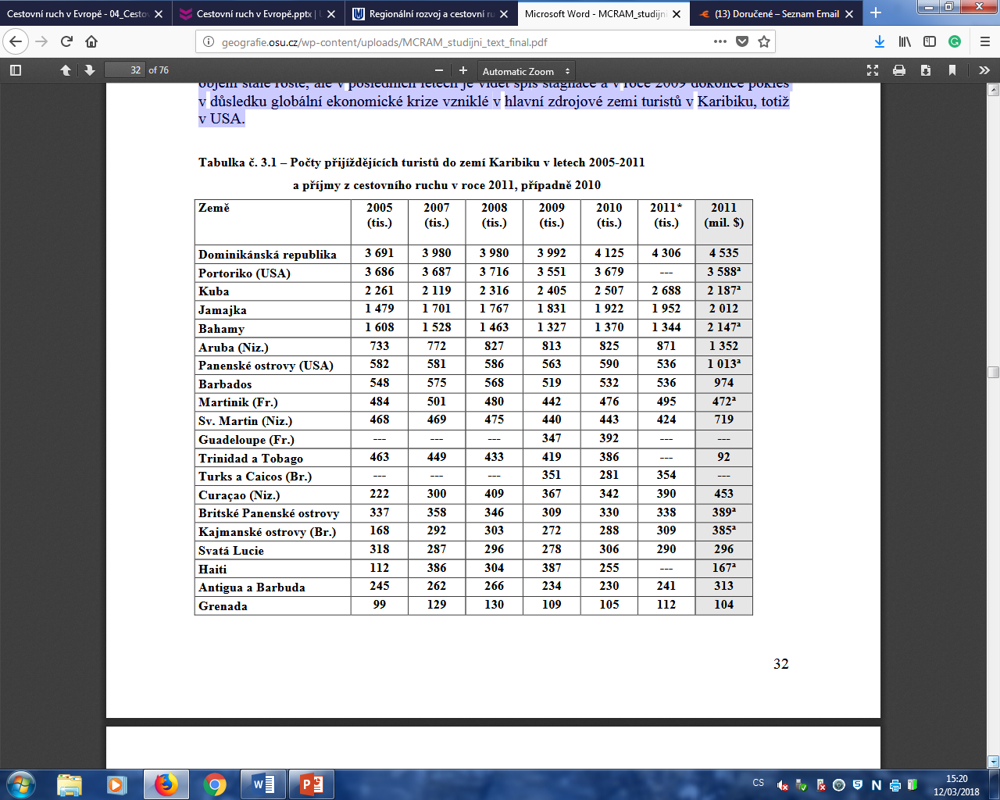 Cestovní ruch v Evropě - 04_Cestov
Cestovní ruch v Evropě.pptx | U
Regionální rozvoj a cestovní ru
Microsoft Word - MCRAM_studijni
(13) Doručené – Seznam Email
geografie.osu.cz/wp-content/uploads/MCRAM_studijni_text_final.pdf
32 of 76
Automatic Zoom
objem stále roste, ale v posledních letech je vidět spíš stagnace a v roce 2009 dokonce pokles
v důsledku globální ekonomické krize vzniklé v hlavní zdrojové zemi turistů v Karibiku, totiž
v USA.
Tabulka č. 3.1 – Počty přijíždějících turistů do zemí Karibiku v letech 2005-2011
a příjmy z cestovního ruchu v roce 2011, případně 2010
Země 2005 2007 2008 2009 2010 2011* 2011
(tis.) (tis.) (tis.) (tis.) (tis.) (tis.) (mil. $)
Dominikánská republika 3 691 3 980 3 980 3 992 4 125 4 306 4 535
Portoriko (USA) 3 686 3 687 3 716 3 551 3 679 --- 3 588ª
Kuba 2 261 2 119 2 316 2 405 2 507 2 688 2 187ª
Jamajka 1 479 1 701 1 767 1 831 1 922 1 952 2 012
Bahamy 1 608 1 528 1 463 1 327 1 370 1 344 2 147ª
Aruba (Niz.) 733 772 827 813 825 871 1 352
Panenské ostrovy (USA) 582 581 586 563 590 536 1 013ª
Barbados 548 575 568 519 532 536 974
Martinik (Fr.) 484 501 480 442 476 495 472ª
Sv. Martin (Niz.) 468 469 475 440 443 424 719
Guadeloupe (Fr.) --- --- --- 347 392 --- ---
Trinidad a Tobago 463 449 433 419 386 --- 92
Turks a Caicos (Br.) --- --- --- 351 281 354 ---
Curaçao (Niz.) 222 300 409 367 342 390 453
Britské Panenské ostrovy 337 358 346 309 330 338 389ª
Kajmanské ostrovy (Br.) 168 292 303 272 288 309 385ª
Svatá Lucie 318 287 296 278 306 290 296
Haiti 112 386 304 387 255 --- 167ª
Antigua a Barbuda 245 262 266 234 230 241 313
Grenada 99 129 130 109 105 112 104
32
CS
15:20
12/03/2018